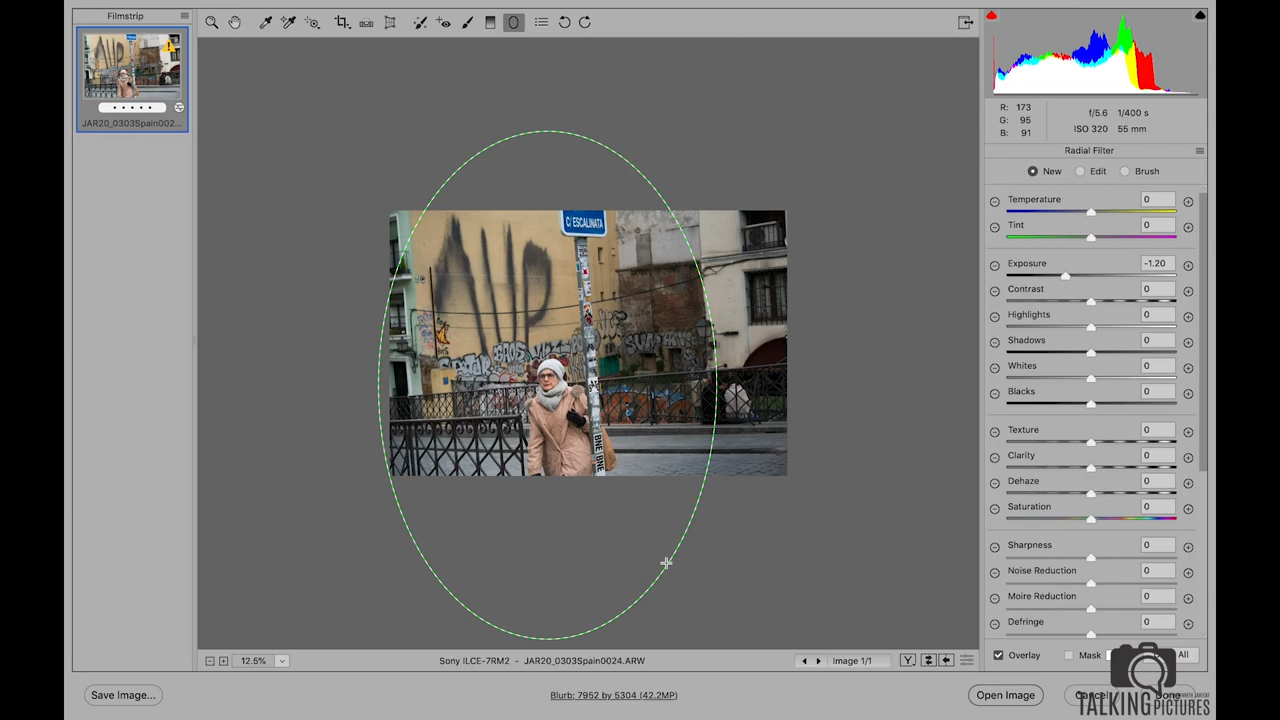 Filmstrip
JAR20_0303Spain002...
C/ ESCALINATA
BNE BNE
R: 173
G: 95
B: 91
f/5.6 1/400 s
ISO 320 55 mm
Radial Filter
New Edit Brush
Temperature 0
Tint 0
Exposure -1.20
Contrast 0
Highlights 0
Shadows 0
Whites 0
Blacks 0
Texture 0
Clarity 0
Dehaze 0
Saturation 0
Sharpness 0
Noise Reduction 0
Moire Reduction 0
Defringe 0
Overlay Mask All
12.5%
Sony ILCE-7RM2 - JAR20_0303Spain0024.ARW
Image 1/1
Y
Save Image...
Blurb: 7952 by 5304 (42.2MP)
Open Image
Cancel
Done
TALKING PICTURES